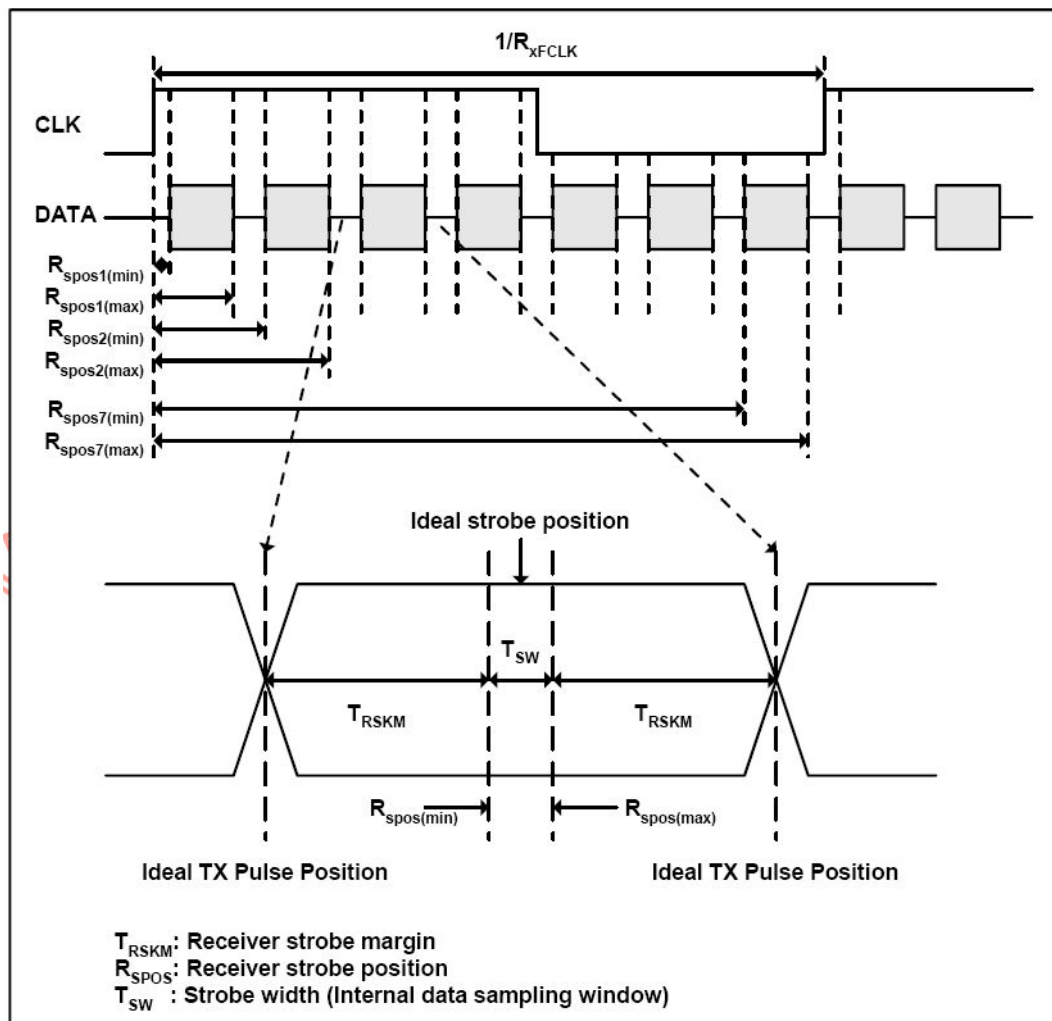 1/RxFCLK
CLK
DATA
Rspos1(min)
Rspos1(max)
Rspos2(min)
Rspos2(max)
Rspos7(min)
Rspos7(max)
Ideal strobe position
TSW
TRSKM
TRSKM
Rspos(min)
Rspos(max)
Ideal TX Pulse Position
Ideal TX Pulse Position
TRSKM: Receiver strobe margin
RSPOS: Receiver strobe position
TSW : Strobe width (Internal data sampling window)